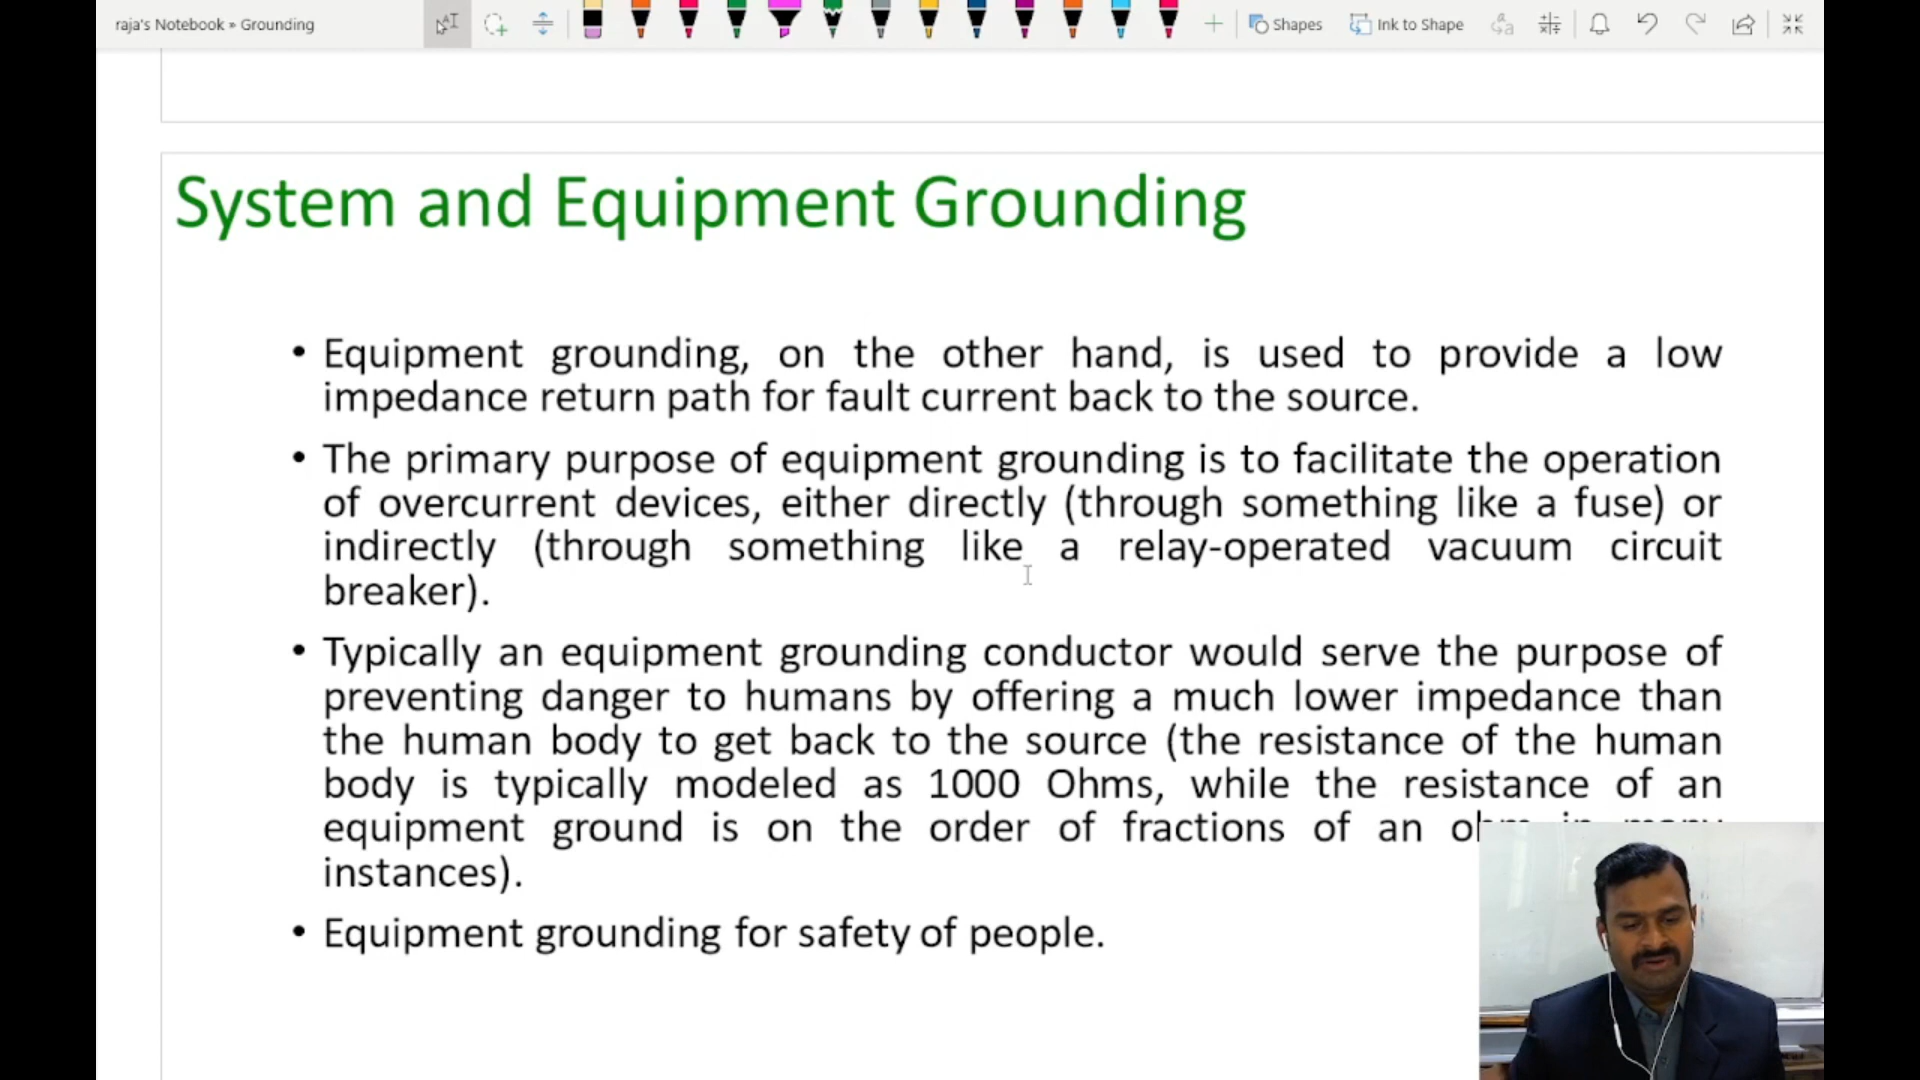 raja's Notebook » Grounding
Shapes
Ink to Shape
System and Equipment Grounding
• Equipment grounding, on the other hand, is used to provide a low
impedance return path for fault current back to the source.
• The primary purpose of equipment grounding is to facilitate the operation
of overcurrent devices, either directly (through something like a fuse) or
indirectly (through something like a relay-operated vacuum circuit
breaker).
• Typically an equipment grounding conductor would serve the purpose of
preventing danger to humans by offering a much lower impedance than
the human body to get back to the source (the resistance of the human
body is typically modeled as 1000 Ohms, while the resistance of an
equipment ground is on the order of fractions of an
instances).
• Equipment grounding for safety of people.